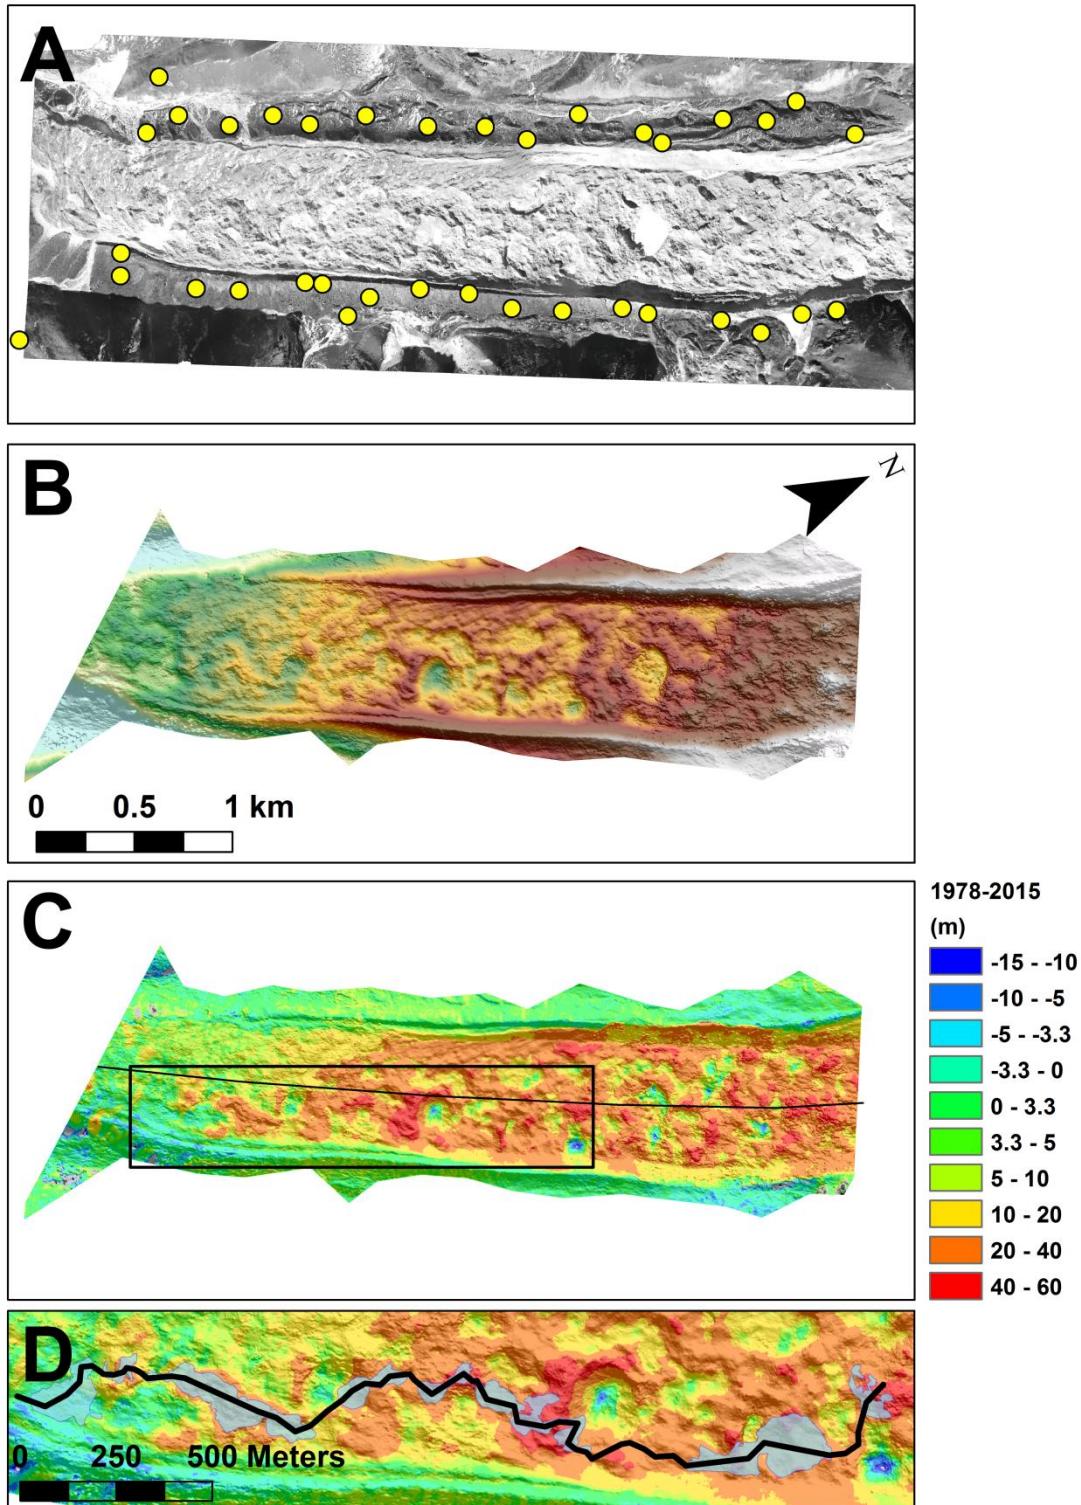 A
B
N
0 0.5 1 km
C
1978-2015
(m)
-15 - -10
-10 - -5
-5 - -3.3
-3.3 - 0
0 - 3.3
3.3 - 5
5 - 10
10 - 20
20 - 40
40 - 60
D
0 250 500 Meters